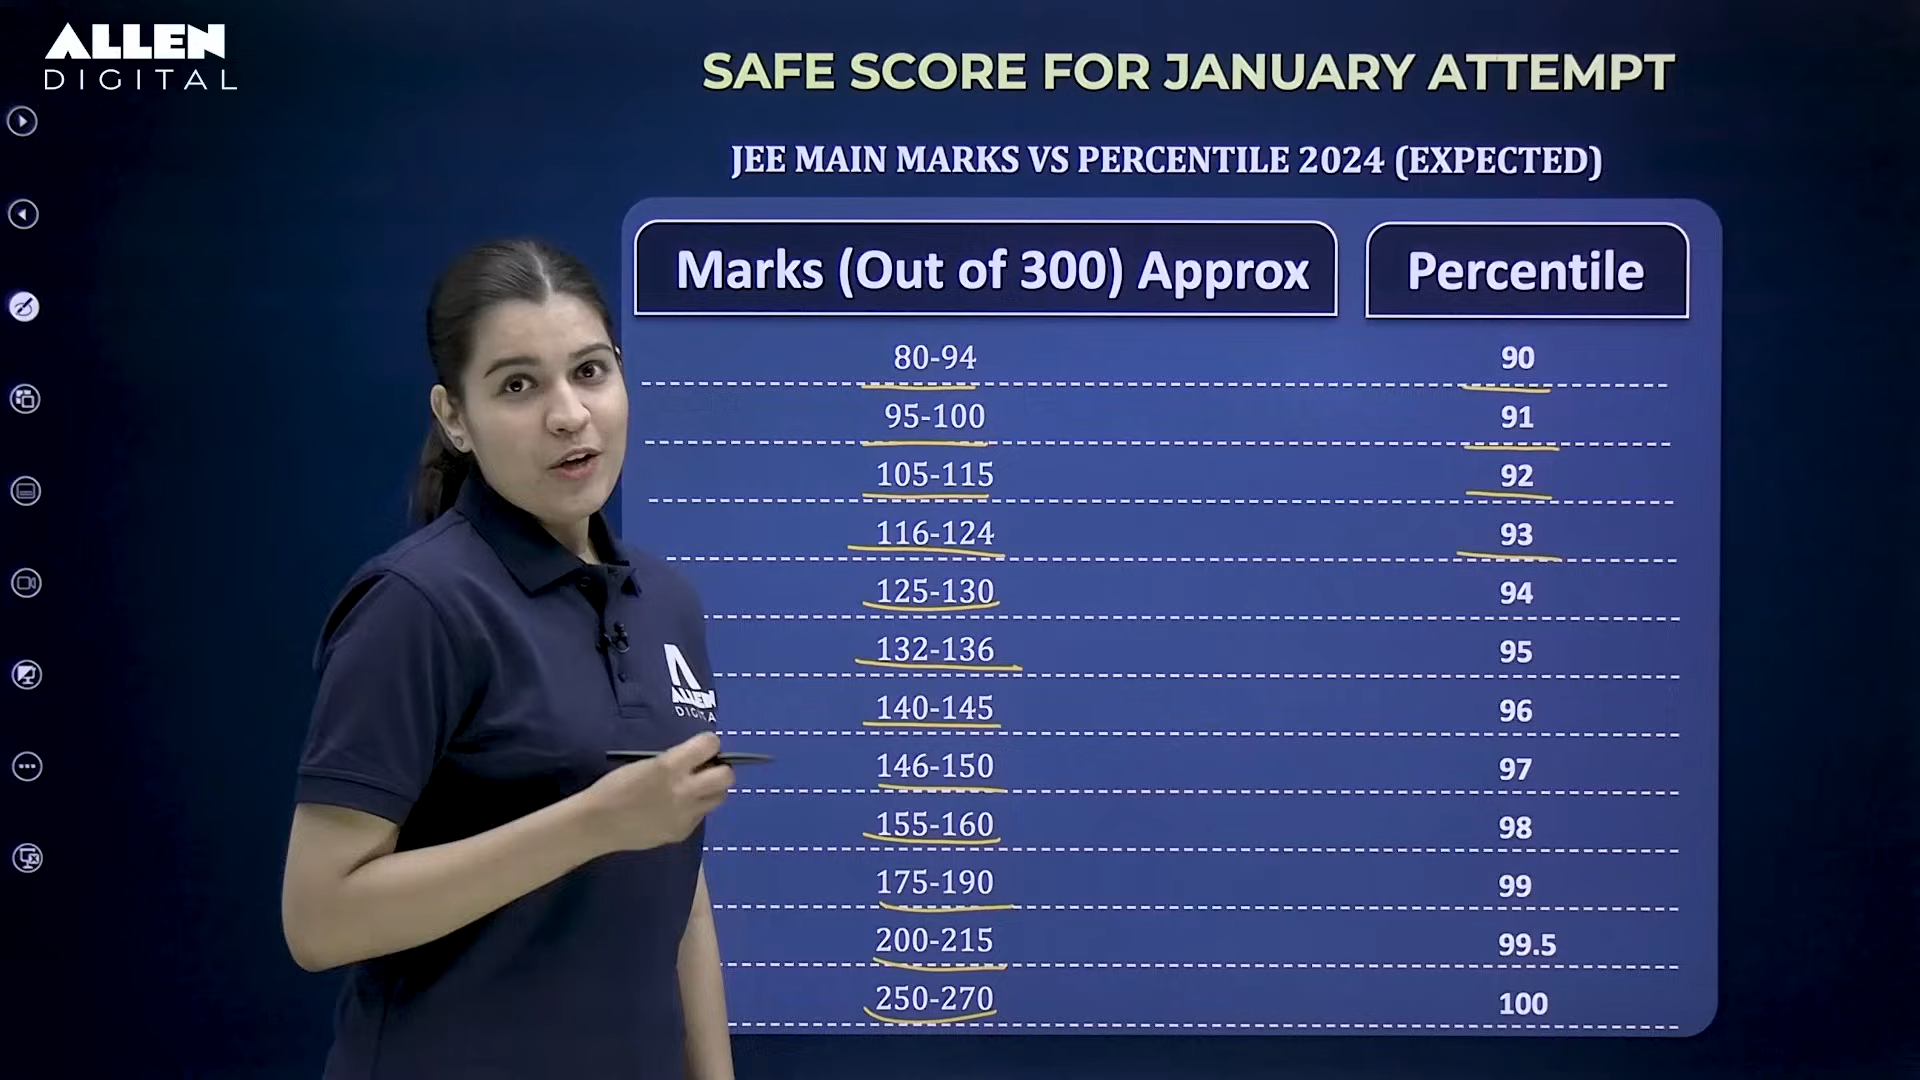 ALLEN
DIGITAL
SAFE SCORE FOR JANUARY ATTEMPT
JEE MAIN MARKS VS PERCENTILE 2024 (EXPECTED)
Marks (Out of 300) Approx Percentile
80-94 90
95-100 91
105-115 92
116-124 93
125-130 94
132-136 95
140-145 96
146-150 97
155-160 98
175-190 99
200-215 99.5
250-270 100
ALLEN
DIGITA